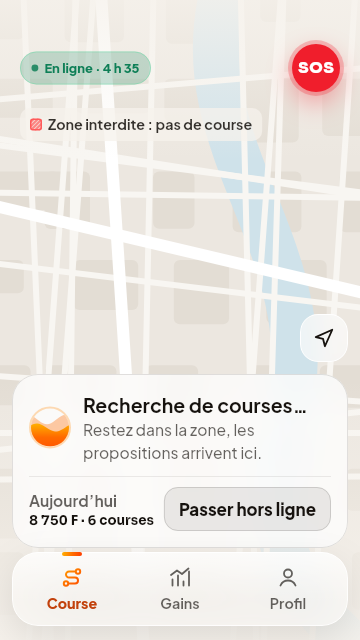 En ligne · 4 h 35
SOS
Zone interdite : pas de course
Recherche de courses…
Restez dans la zone, les
propositions arrivent ici.
Aujourd’hui
8 750 F · 6 courses
Passer hors ligne
Course
Gains
Profil